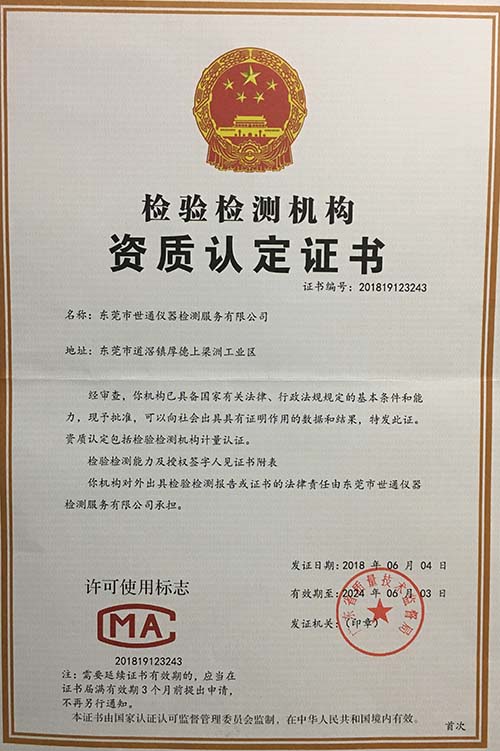 检验检测机构
资质认定证书
证书编号：201819123243
名称：东莞市世通仪器检测服务有限公司
地址：东莞市道滘镇厚德上梁洲工业区
经审查，你机构已具备国家有关法律、行政法规规定的基本条件和能
力，现予批准，可以向社会出具具有证明作用的数据和结果，特发此证。
资质认定包括检验检测机构计量认证。
检验检测能力及授权签字人见证书附表
你机构对外出具检验检测报告或证书的法律责任由东莞市世通仪器
检测服务有限公司承担。
发证日期：2018 年 06 月 04 日
有效期至：2024 年 06 月 03 日
发证机关：（印章）
广东省质量技术监督局
许可使用标志
CMA
201819123243
注：需要延续证书有效期的，应当在
证书届满有效期3个月前提出申请，
不再另行通知。
本证书由国家认证认可监督管理委员会监制，在中华人民共和国境内有效。
首次